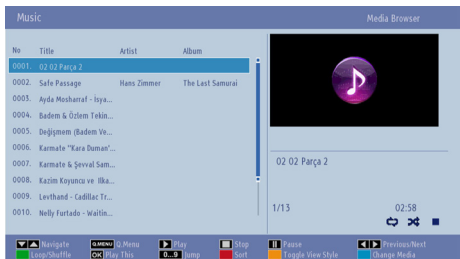 Music Media Browser
No Title Artist Album
0001. 02 02 Parça 2
0002. Safe Passage Hans Zimmer The Last Samurai
0003. Ayda Mosharraf - İsya...
0004. Badem & Özlem Tekin...
0005. Değişmem (Badem Ve...
0006. Karmate "Kara Duman'...
0007. Karmate & Şevval Sam...
0008. Kazim Koyuncu ve Ilka...
0009. Levthand - Cadillac Tr...
0010. Nelly Furtado - Waitin...
02 02 Parça 2
1/13 02:58
Navigate Q.MENU Q.Menu Play Stop Pause Previous/Next
Loop/Shuffle OK Play This 0...9 Jump Sort Toggle View Style Change Media